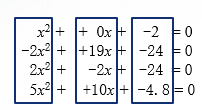 x² + + 0x + -2 = 0
-2x² + +19x + -24 = 0
2x² + -2x + -24 = 0
5x² + +10x + -4. 8 = 0